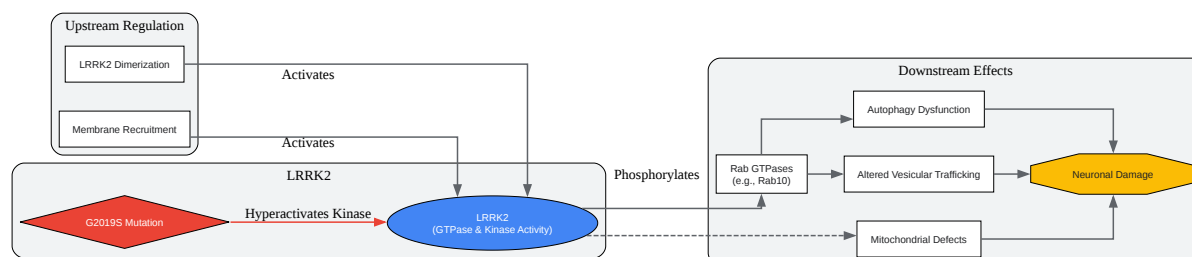 Upstream Regulation
LRRK2 Dimerization
Activates
Membrane Recruitment
Activates
LRRK2
G2019S Mutation
Hyperactivates Kinase
LRRK2
(GTPase & Kinase Activity)
Phosphorylates
Downstream Effects
Autophagy Dysfunction
Rab GTPases
(e.g., Rab10)
Altered Vesicular Trafficking
Neuronal Damage
Mitochondrial Defects